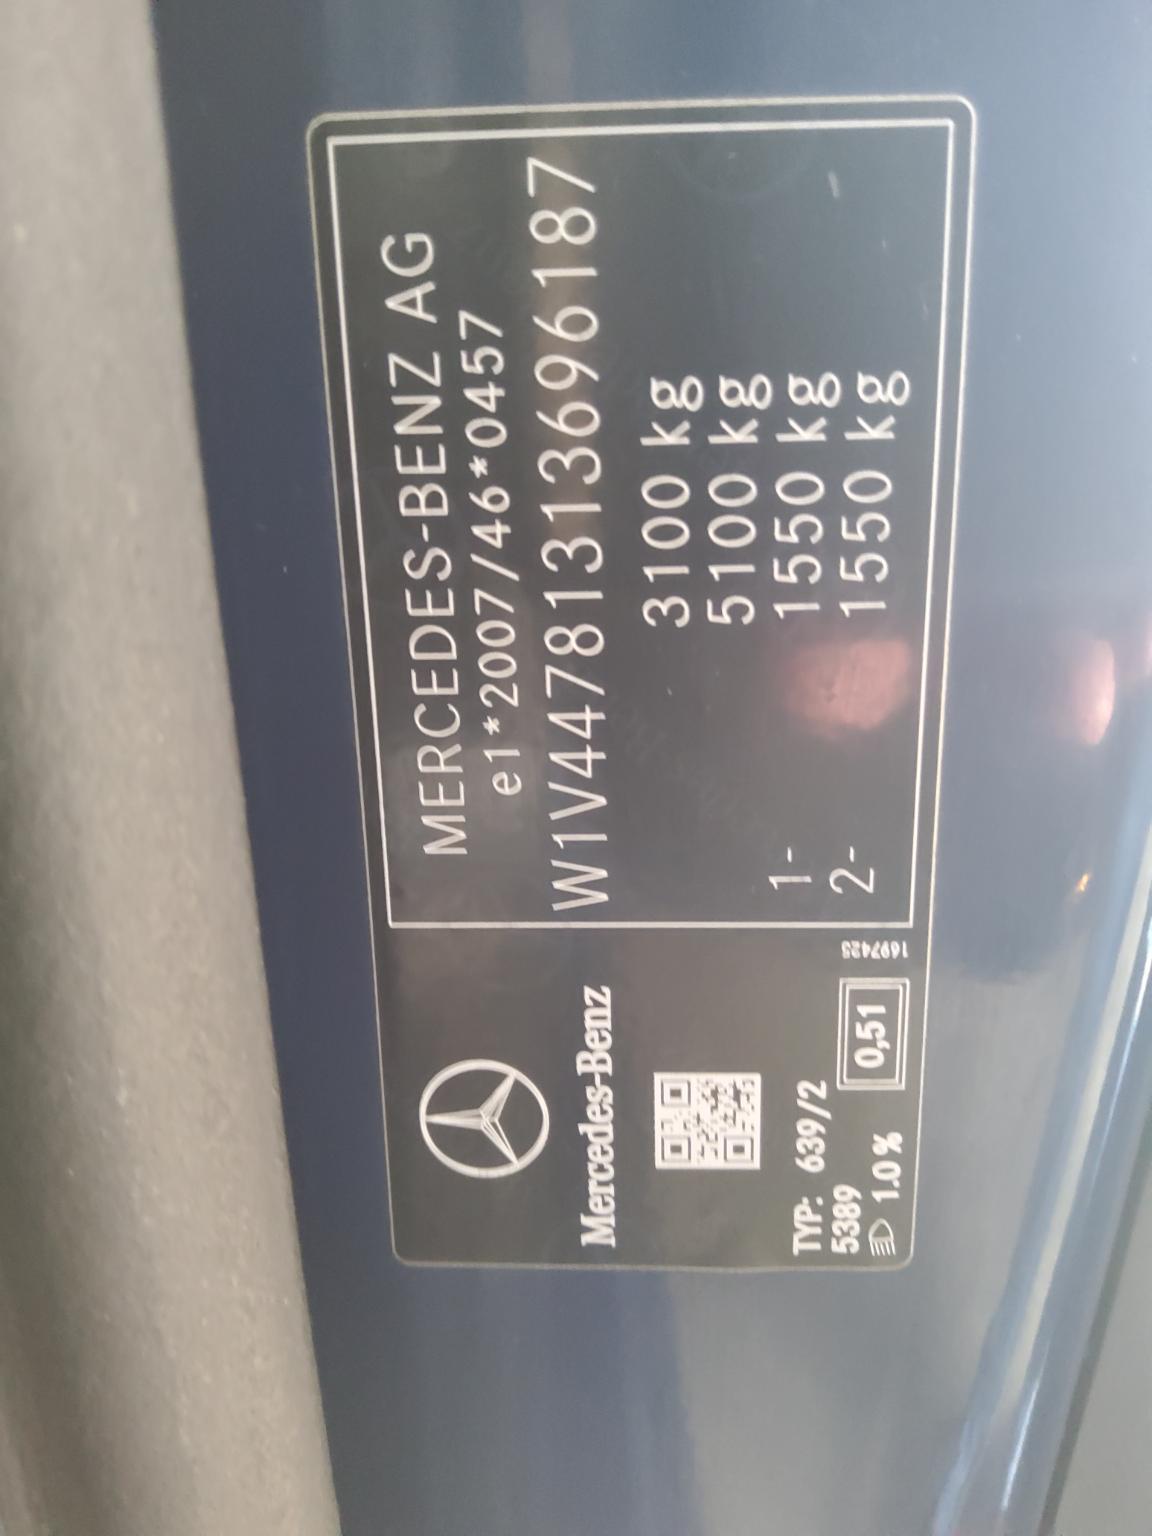 MERCEDES-BENZ AG
e1*2007/46*0457
W1V44781313696187
3100 kg
5100 kg
1- 1550 kg
2- 1550 kg
Mercedes-Benz
TYP: 639/2
5389
1.0%
0,51
1697425